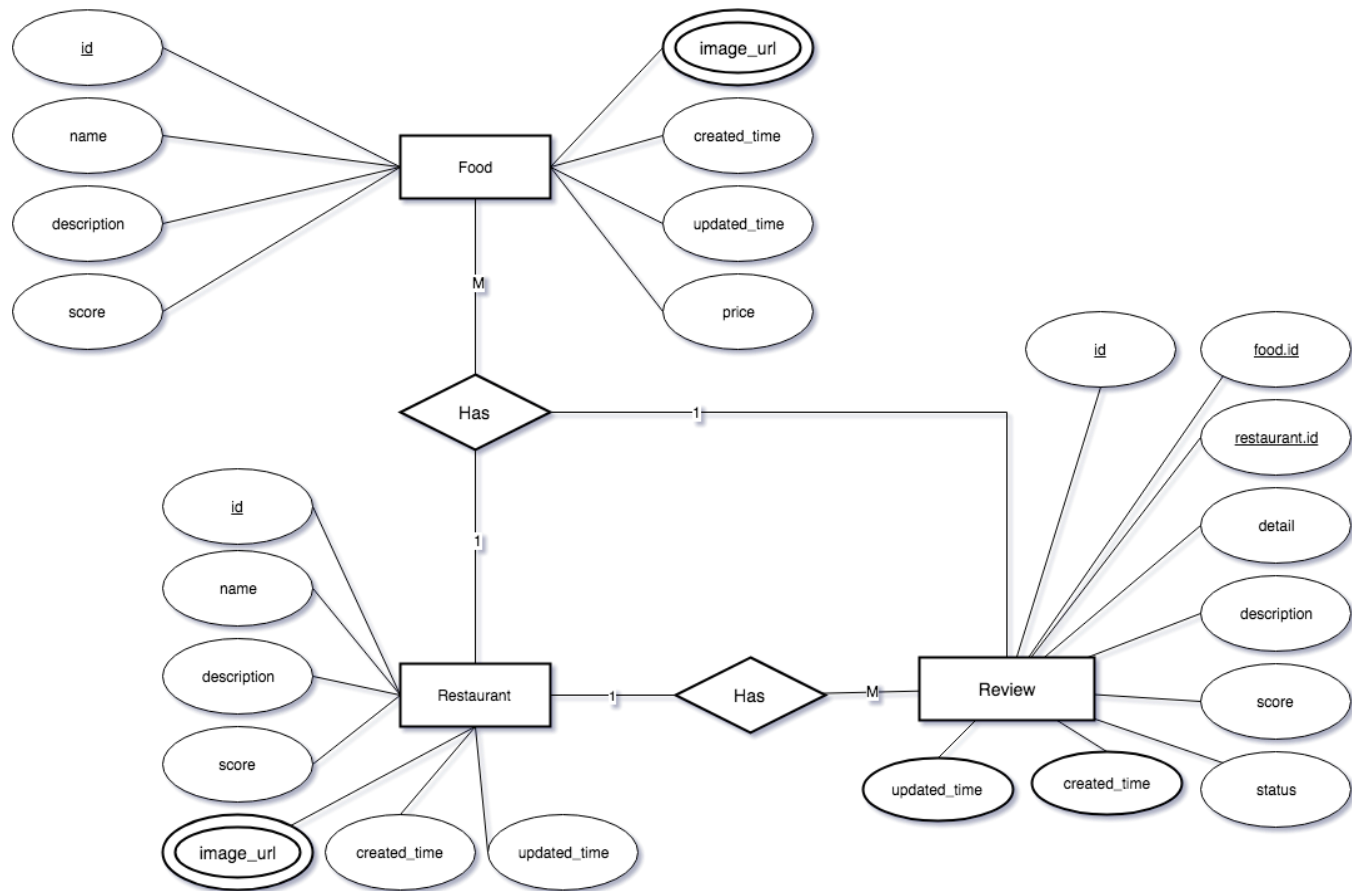 id
image_url
name
created_time
Food
description
updated_time
score
M
price
id
food.id
Has
1
restaurant.id
id
detail
1
name
description
description
Restaurant
1
Has
M
Review
score
score
updated_time
created_time
status
image_url
created_time
updated_time